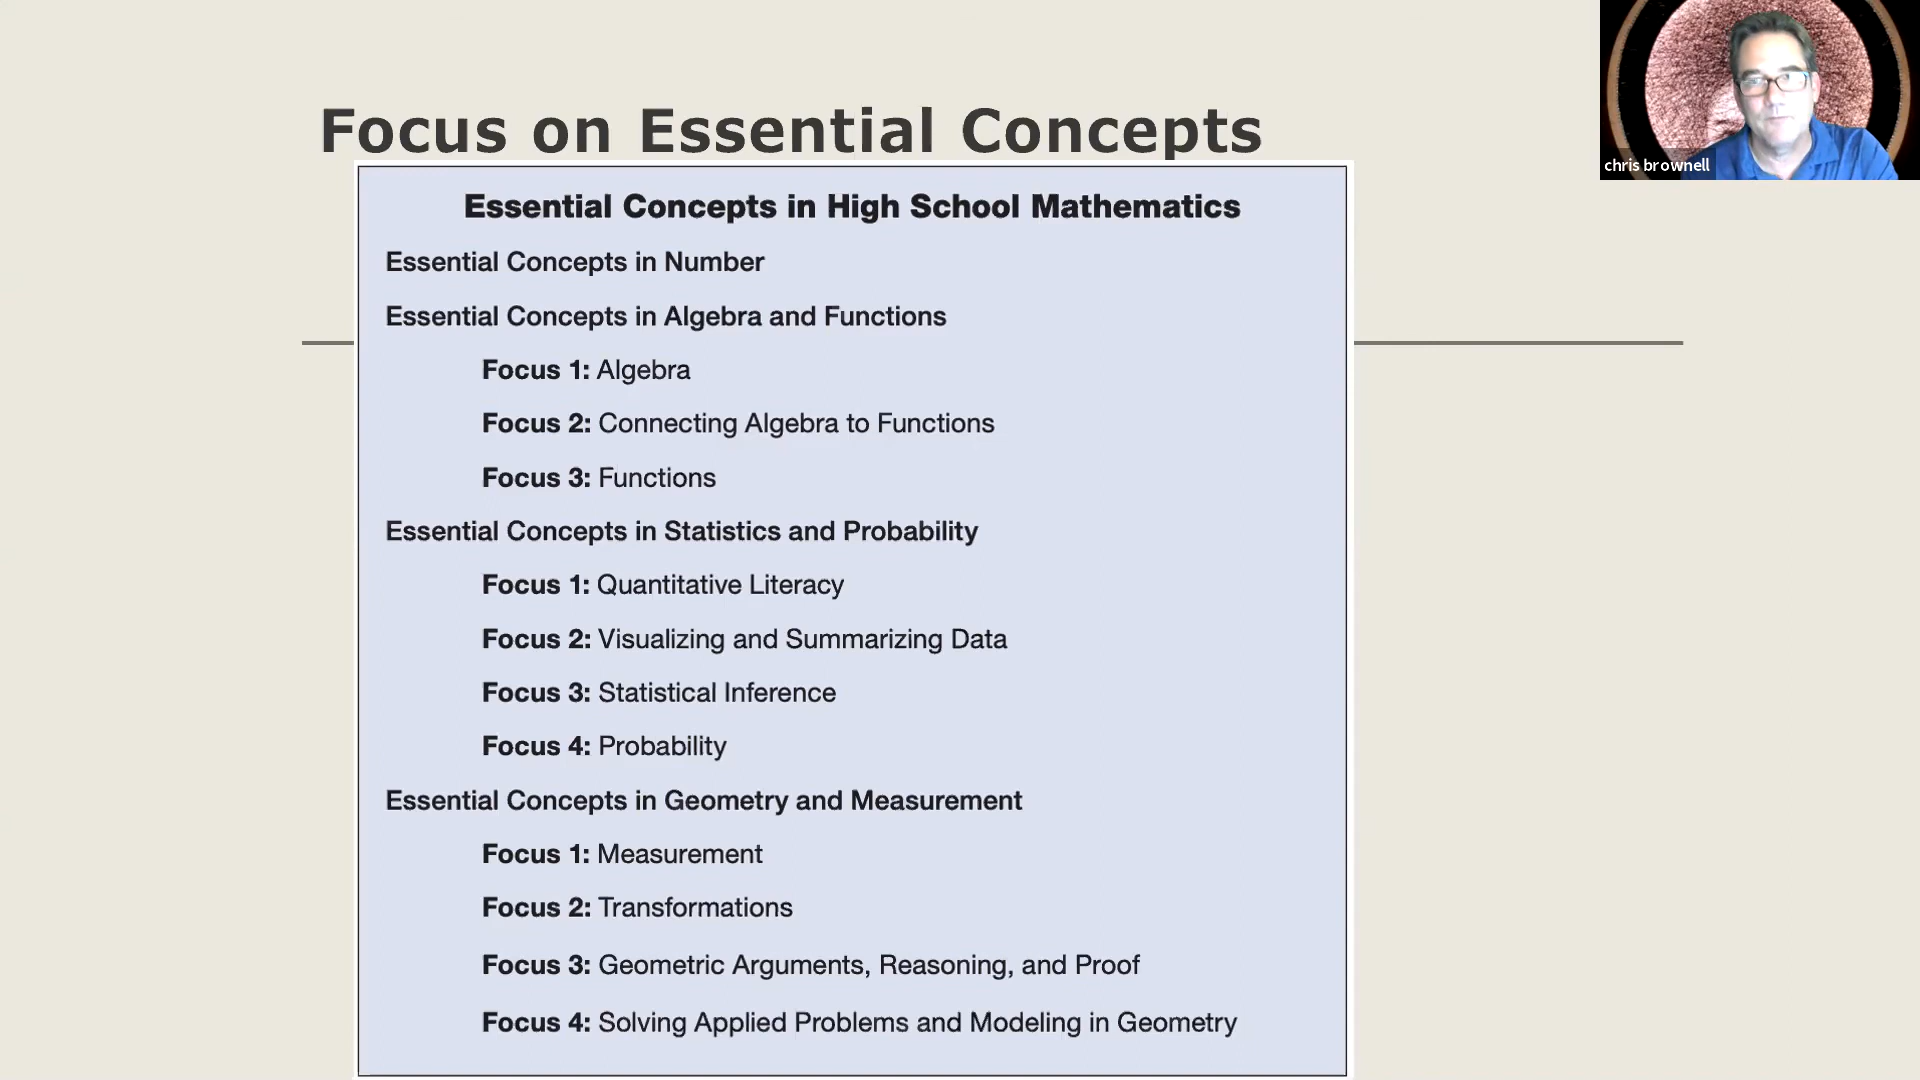 Focus on Essential Concepts
chris brownell
Essential Concepts in High School Mathematics
Essential Concepts in Number
Essential Concepts in Algebra and Functions
Focus 1: Algebra
Focus 2: Connecting Algebra to Functions
Focus 3: Functions
Essential Concepts in Statistics and Probability
Focus 1: Quantitative Literacy
Focus 2: Visualizing and Summarizing Data
Focus 3: Statistical Inference
Focus 4: Probability
Essential Concepts in Geometry and Measurement
Focus 1: Measurement
Focus 2: Transformations
Focus 3: Geometric Arguments, Reasoning, and Proof
Focus 4: Solving Applied Problems and Modeling in Geometry